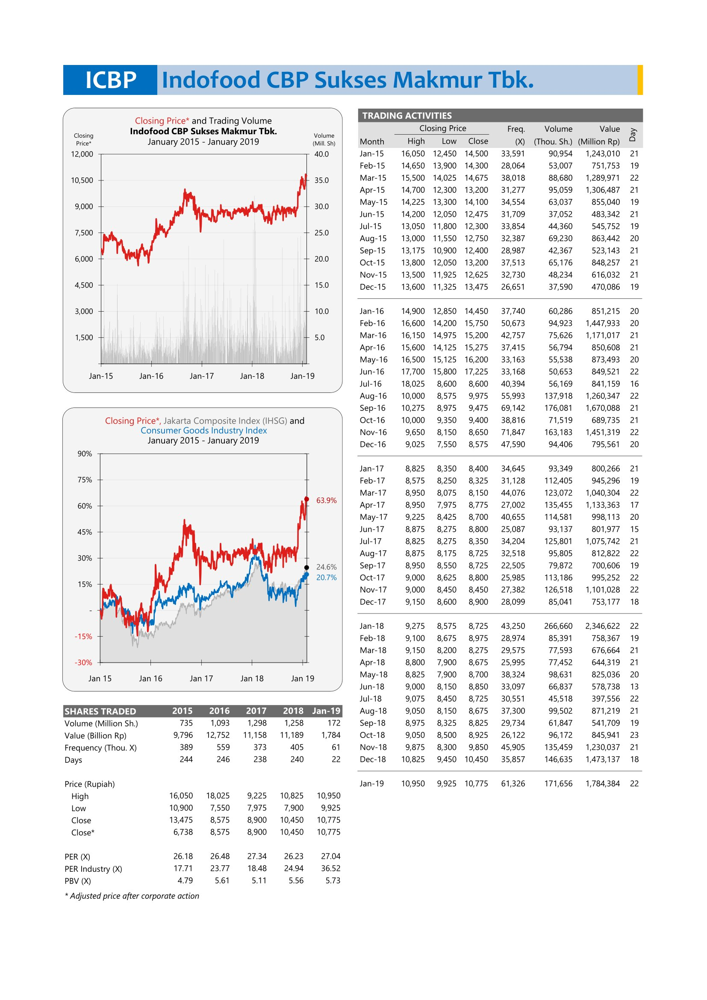 ICBP Indofood CBP Sukses Makmur Tbk.
Closing Price* and Trading Volume
Indofood CBP Sukses Makmur Tbk.
January 2015 - January 2019
Closing
Price*
Volume
(Mill. Sh)
12,000 40.0
10,500 35.0
9,000 30.0
7,500 25.0
6,000 20.0
4,500 15.0
3,000 10.0
1,500 5.0
Jan-15 Jan-16 Jan-17 Jan-18 Jan-19
Closing Price*, Jakarta Composite Index (IHSG) and
Consumer Goods Industry Index
January 2015 - January 2019
90%
75%
63.9%
60%
45%
30%
24.6%
20.7%
15%
-
-15%
-30%
Jan 15 Jan 16 Jan 17 Jan 18 Jan 19
SHARES TRADED 2015 2016 2017 2018 Jan-19
Volume (Million Sh.) 735 1,093 1,298 1,258 172
Value (Billion Rp) 9,796 12,752 11,158 11,189 1,784
Frequency (Thou. X) 389 559 373 405 61
Days 244 246 238 240 22
Price (Rupiah)
High 16,050 18,025 9,225 10,825 10,950
Low 10,900 7,550 7,975 7,900 9,925
Close 13,475 8,575 8,900 10,450 10,775
Close* 6,738 8,575 8,900 10,450 10,775
PER (X) 26.18 26.48 27.34 26.23 27.04
PER Industry (X) 17.71 23.77 18.48 24.94 36.52
PBV (X) 4.79 5.61 5.11 5.56 5.73
* Adjusted price after corporate action
TRADING ACTIVITIES
Closing Price Freq. Volume Value Day
Month High Low Close (X) (Thou. Sh.) (Million Rp)
Jan-15 16,050 12,450 14,500 33,591 90,954 1,243,010 21
Feb-15 14,650 13,900 14,300 28,064 53,007 751,753 19
Mar-15 15,500 14,025 14,675 38,018 88,680 1,289,971 22
Apr-15 14,700 12,300 13,200 31,277 95,059 1,306,487 21
May-15 14,225 13,300 14,100 34,554 63,037 855,040 19
Jun-15 14,200 12,050 12,475 31,709 37,052 483,342 21
Jul-15 13,050 11,800 12,300 33,854 44,360 545,752 19
Aug-15 13,000 11,550 12,750 32,387 69,230 863,442 20
Sep-15 13,175 10,900 12,400 28,987 42,367 523,143 21
Oct-15 13,800 12,050 13,200 37,513 65,176 848,257 21
Nov-15 13,500 11,925 12,625 32,730 48,234 616,032 21
Dec-15 13,600 11,325 13,475 26,651 37,590 470,086 19
Jan-16 14,900 12,850 14,450 37,740 60,286 851,215 20
Feb-16 16,600 14,200 15,750 50,673 94,923 1,447,933 20
Mar-16 16,150 14,975 15,200 42,757 75,626 1,171,017 21
Apr-16 15,600 14,125 15,275 37,415 56,794 850,608 21
May-16 16,500 15,125 16,200 33,163 55,538 873,493 20
Jun-16 17,700 15,800 17,225 33,168 50,653 849,521 22
Jul-16 18,025 8,600 8,600 40,394 56,169 841,159 16
Aug-16 10,000 8,575 9,975 55,993 137,918 1,260,347 22
Sep-16 10,275 8,975 9,475 69,142 176,081 1,670,088 21
Oct-16 10,000 9,350 9,400 38,816 71,519 689,735 21
Nov-16 9,650 8,150 8,650 71,847 163,183 1,451,319 22
Dec-16 9,025 7,550 8,575 47,590 94,406 795,561 20
Jan-17 8,825 8,350 8,400 34,645 93,349 800,266 21
Feb-17 8,575 8,250 8,325 31,128 112,405 945,296 19
Mar-17 8,950 8,075 8,150 44,076 123,072 1,040,304 22
Apr-17 8,950 7,975 8,775 27,002 135,455 1,133,363 17
May-17 9,225 8,425 8,700 40,655 114,581 998,113 20
Jun-17 8,875 8,275 8,800 25,087 93,137 801,977 15
Jul-17 8,825 8,275 8,350 34,204 125,801 1,075,742 21
Aug-17 8,875 8,175 8,725 32,518 95,805 812,822 22
Sep-17 8,950 8,550 8,725 22,505 79,872 700,606 19
Oct-17 9,000 8,625 8,800 25,985 113,186 995,252 22
Nov-17 9,000 8,450 8,450 27,382 126,518 1,101,028 22
Dec-17 9,150 8,600 8,900 28,099 85,041 753,177 18
Jan-18 9,275 8,575 8,725 43,250 266,660 2,346,622 22
Feb-18 9,100 8,675 8,975 28,974 85,391 758,367 19
Mar-18 9,150 8,200 8,275 29,575 77,593 676,664 21
Apr-18 8,800 7,900 8,675 25,995 77,452 644,319 21
May-18 8,825 7,900 8,700 38,324 98,631 825,036 20
Jun-18 9,000 8,150 8,850 33,097 66,837 578,738 13
Jul-18 9,075 8,450 8,725 30,551 45,518 397,556 22
Aug-18 9,050 8,150 8,675 37,300 99,502 871,219 21
Sep-18 8,975 8,325 8,825 29,734 61,847 541,709 19
Oct-18 9,050 8,500 8,925 26,122 96,172 845,941 23
Nov-18 9,875 8,300 9,850 45,905 135,459 1,230,037 21
Dec-18 10,825 9,450 10,450 35,857 146,635 1,473,137 18
Jan-19 10,950 9,925 10,775 61,326 171,656 1,784,384 22